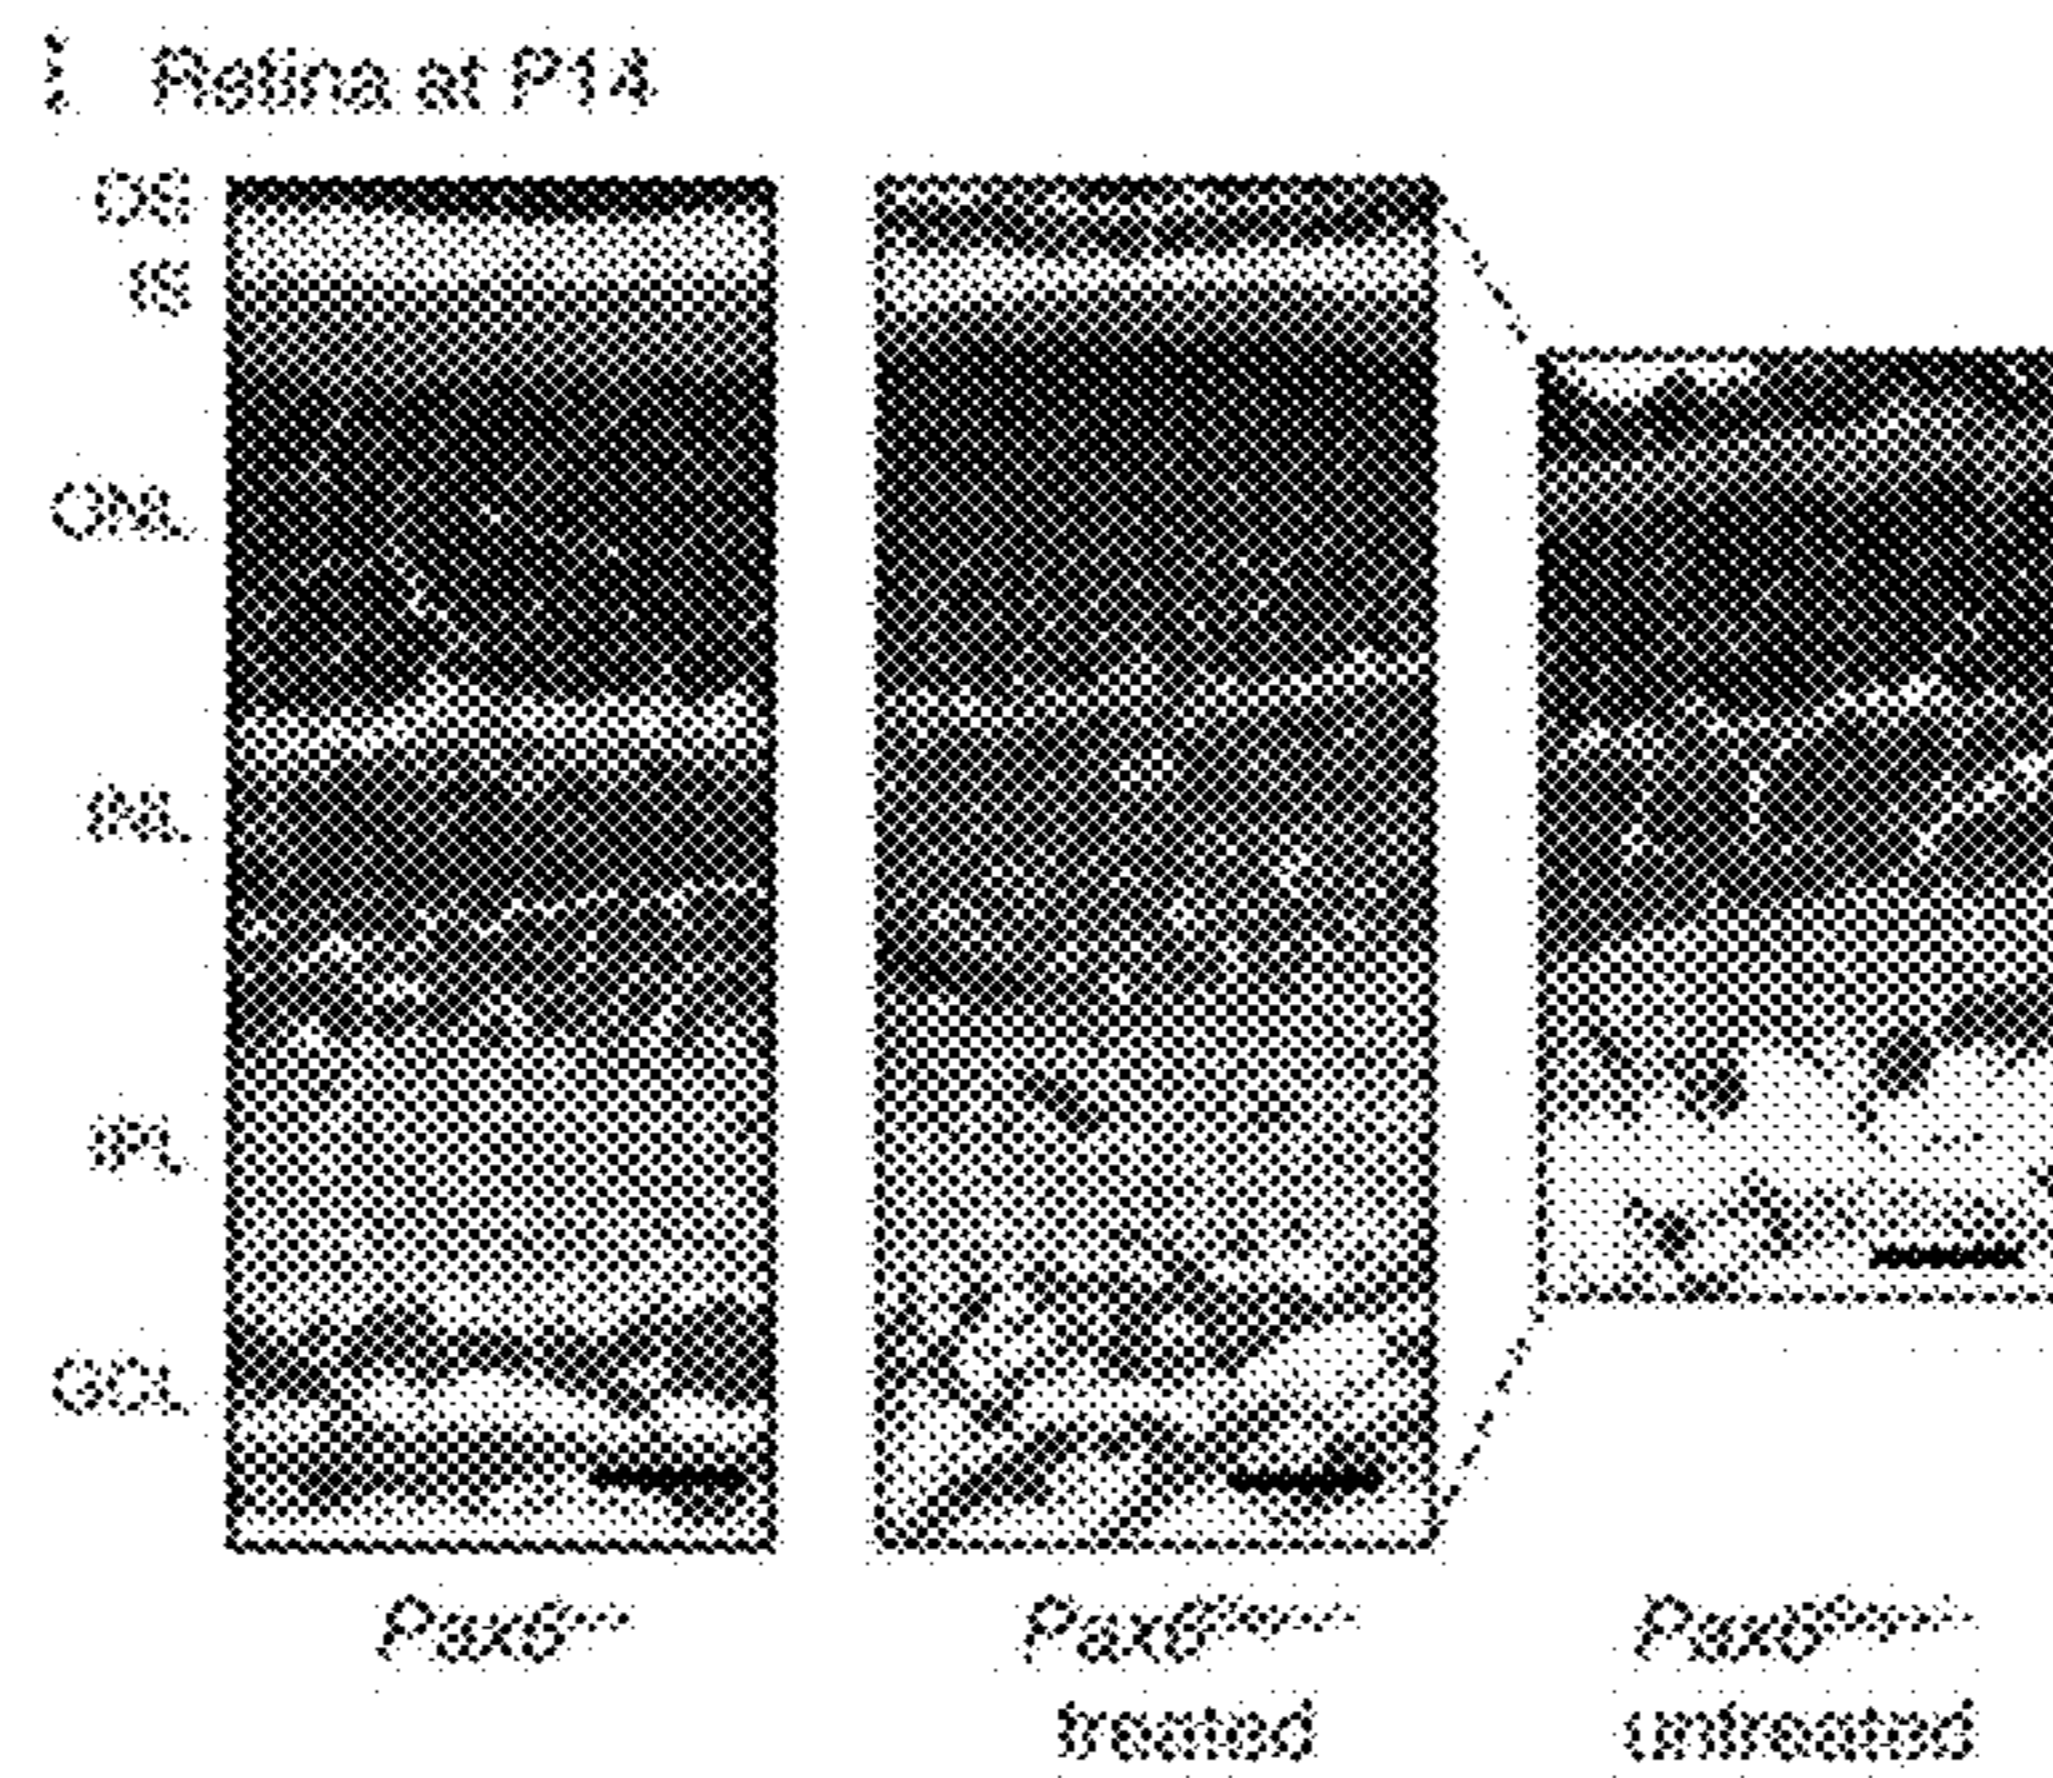 Retina at P14
OS
IS
ONL
INL
IPL
GCL
Pax6
Pax6
Pax6
treated
untreated